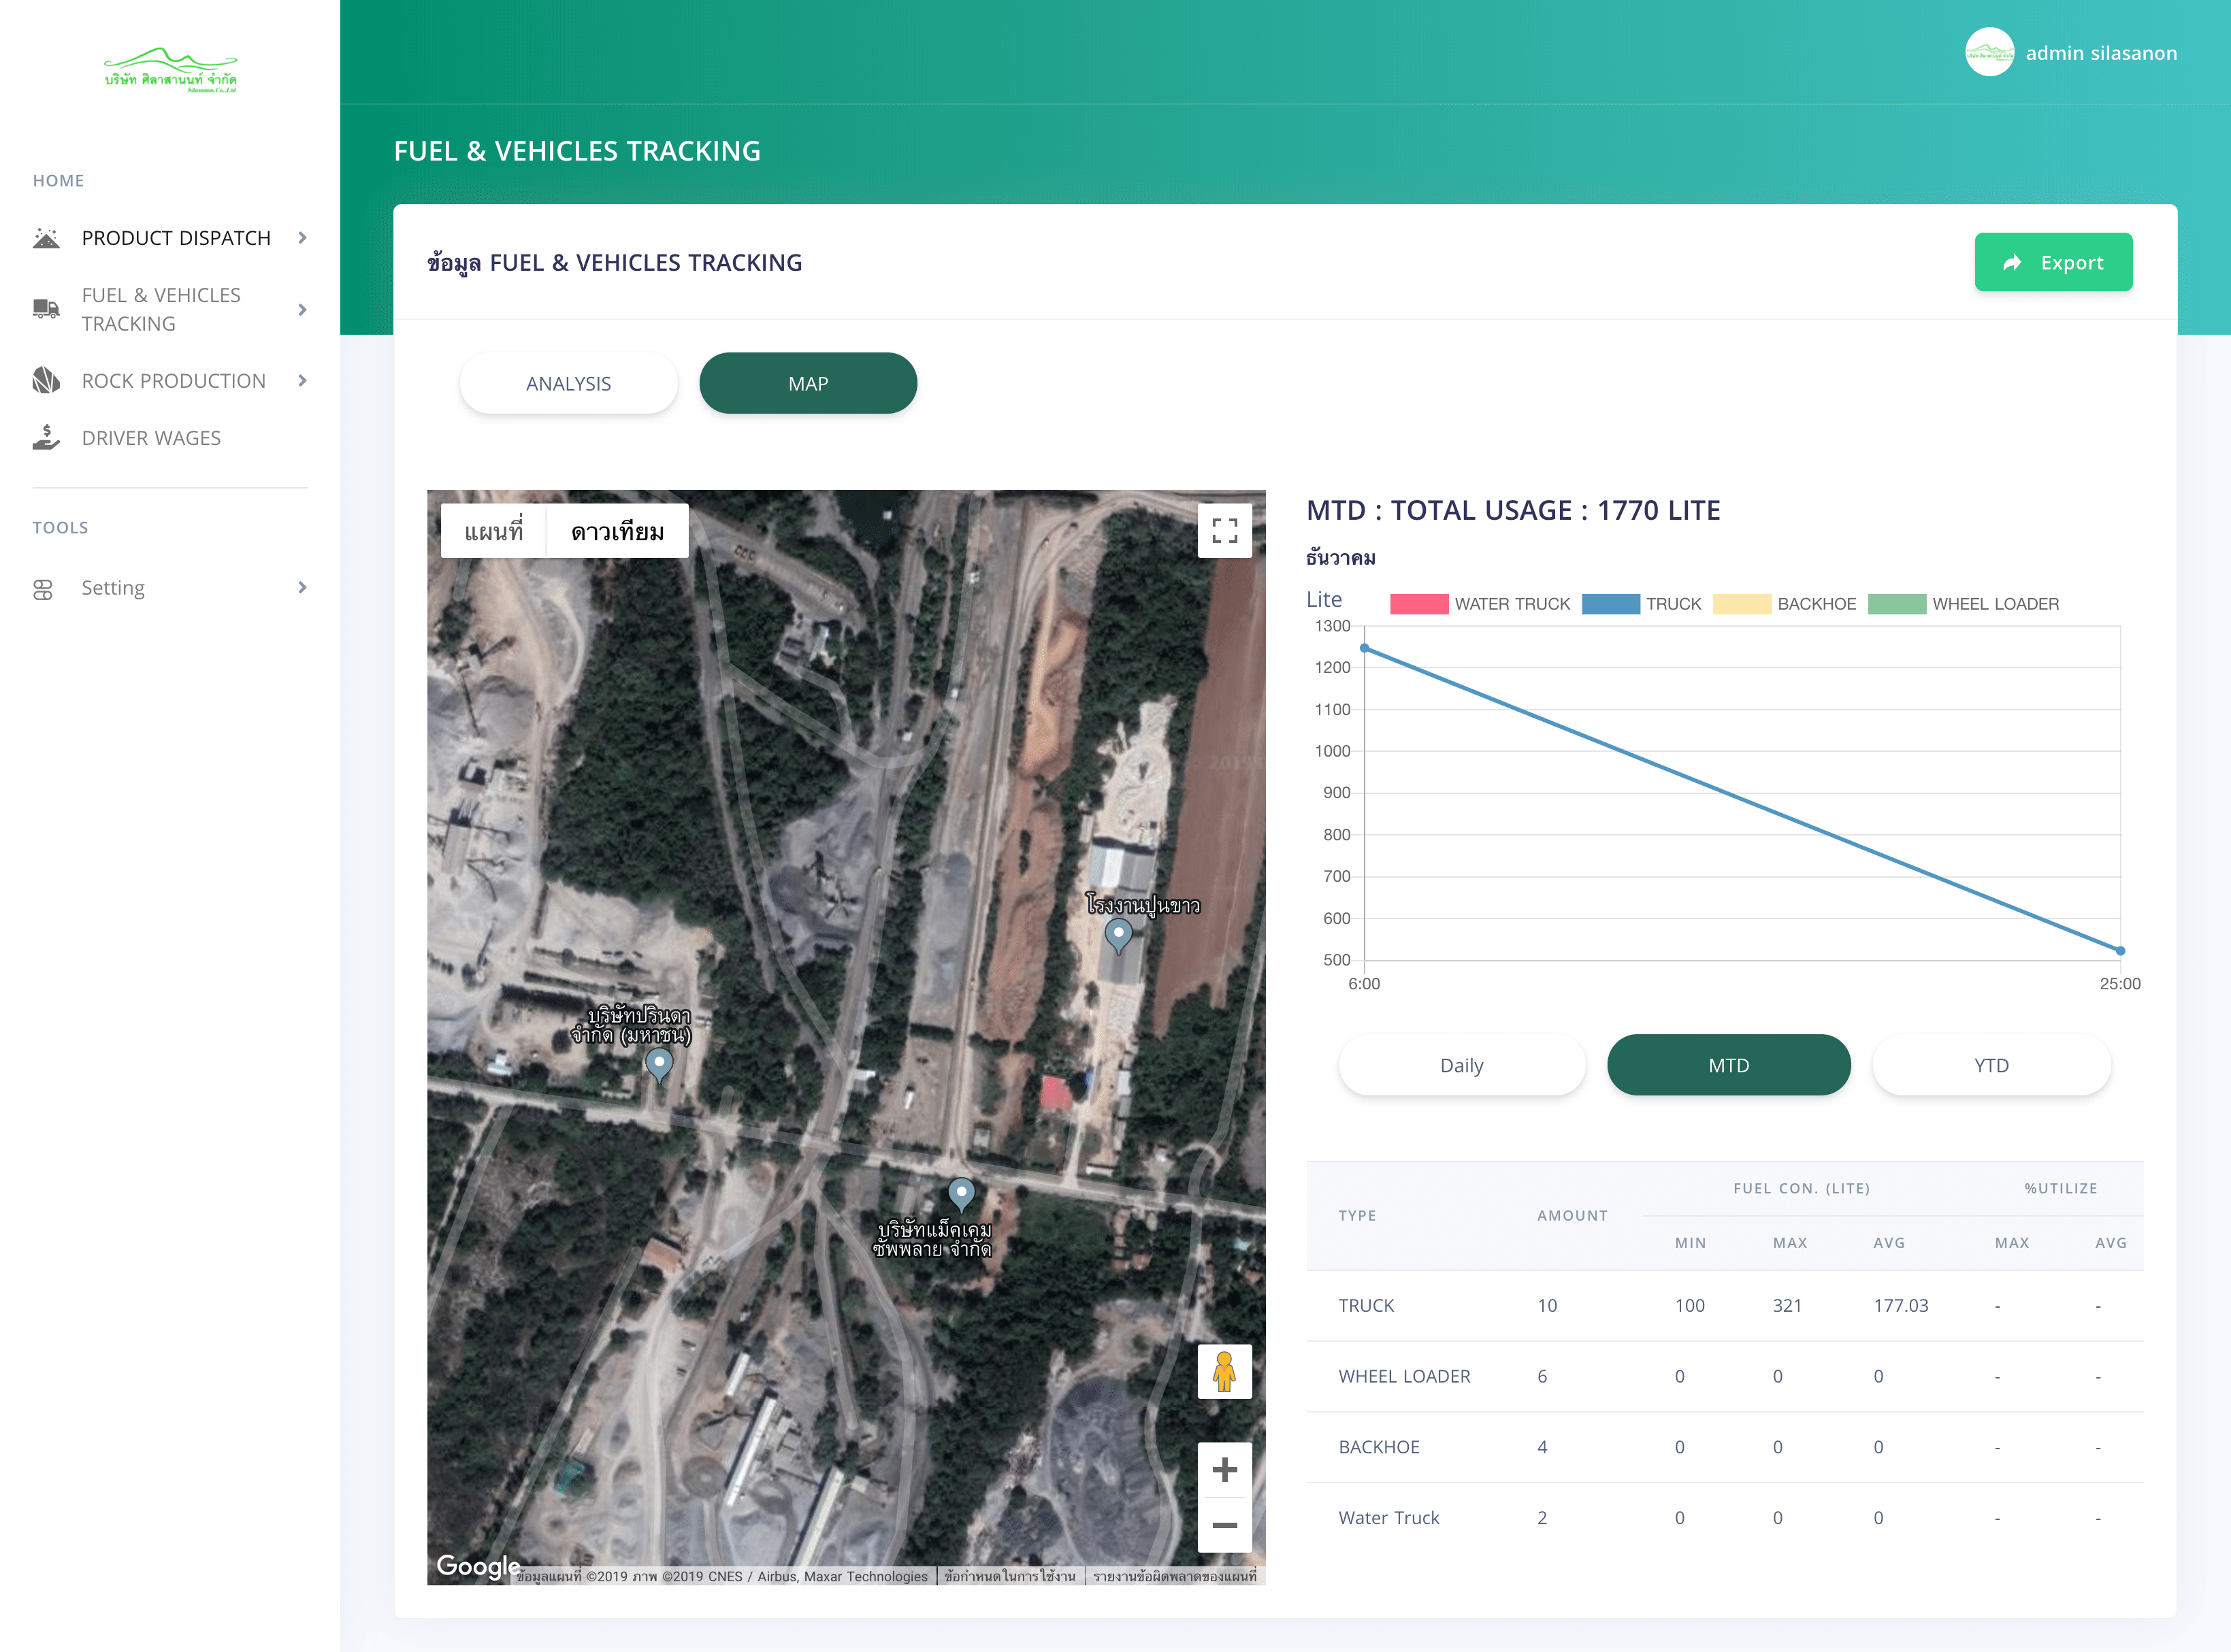 บริษัท ศิลาสานนท์ จำกัด
Silasanon Co.,Ltd
admin silasanon
FUEL & VEHICLES TRACKING
HOME
PRODUCT DISPATCH
FUEL & VEHICLES
TRACKING
ROCK PRODUCTION
DRIVER WAGES
TOOLS
Setting
ข้อมูล FUEL & VEHICLES TRACKING
Export
ANALYSIS
MAP
แผนที่
ดาวเทียม
โรงงานปูนขาว
บริษัทปรินดา
จำกัด (มหาชน)
บริษัทแม็คเคม
ซัพพลาย จำกัด
Google
ข้อมูลแผนที่ ©2019 ภาพ ©2019 CNES / Airbus, Maxar Technologies
ข้อกำหนดในการใช้งาน
รายงานข้อผิดพลาดของแผนที่
MTD : TOTAL USAGE : 1770 LITE
ธันวาคม
Lite
WATER TRUCK TRUCK BACKHOE WHEEL LOADER
1300
1200
1100
1000
900
800
700
600
500
6:00 25:00
Daily
MTD
YTD
TYPE AMOUNT FUEL CON. (LITE) %UTILIZE
MIN MAX AVG MAX AVG
TRUCK 10 100 321 177.03 - -
WHEEL LOADER 6 0 0 0 - -
BACKHOE 4 0 0 0 - -
Water Truck 2 0 0 0 - -